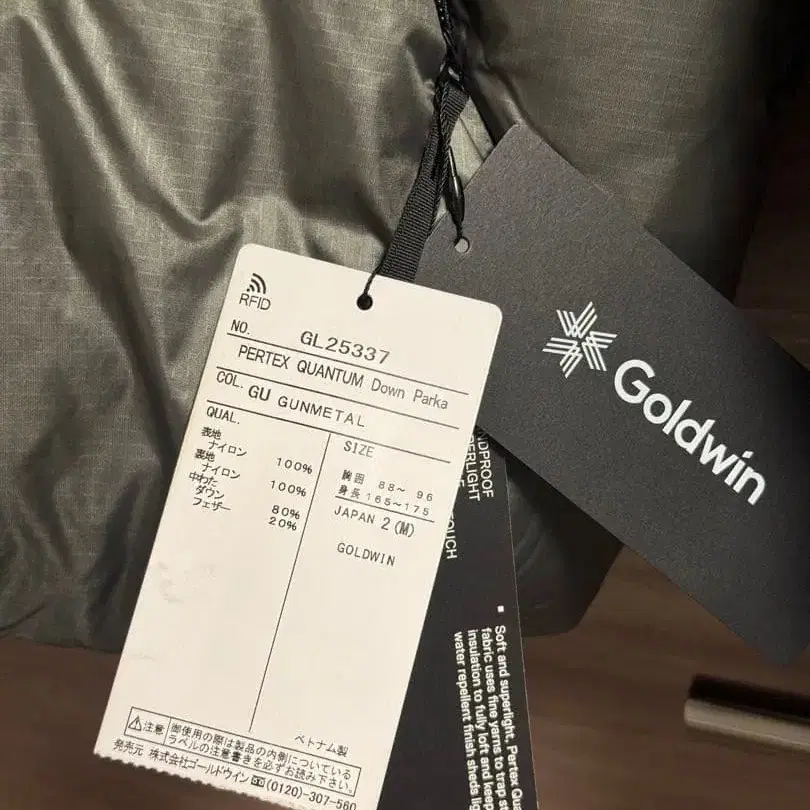 RFID
NO. GL25337
PERTEX QUANTUM Down Parka
COL. GU GUNMETAL
QUAL.
表地
ナイロン 100%
裏地
ナイロン 100%
中わた
ダウン 80%
フェザー 20%
SIZE
胸囲 88～ 96
身長 165～175
JAPAN 2(M)
GOLDWIN
ベトナム製
注意 御使用の際は製品の内側についている
ラベルの注意書きを必ずお読み下さい。
発売元 株式会社ゴールドウイン (0120)-307-560
Goldwin
Soft and superlight, Pertex
fabric uses fine yarns to trap
insulation to fully loft and keep
water repellent finish sheds